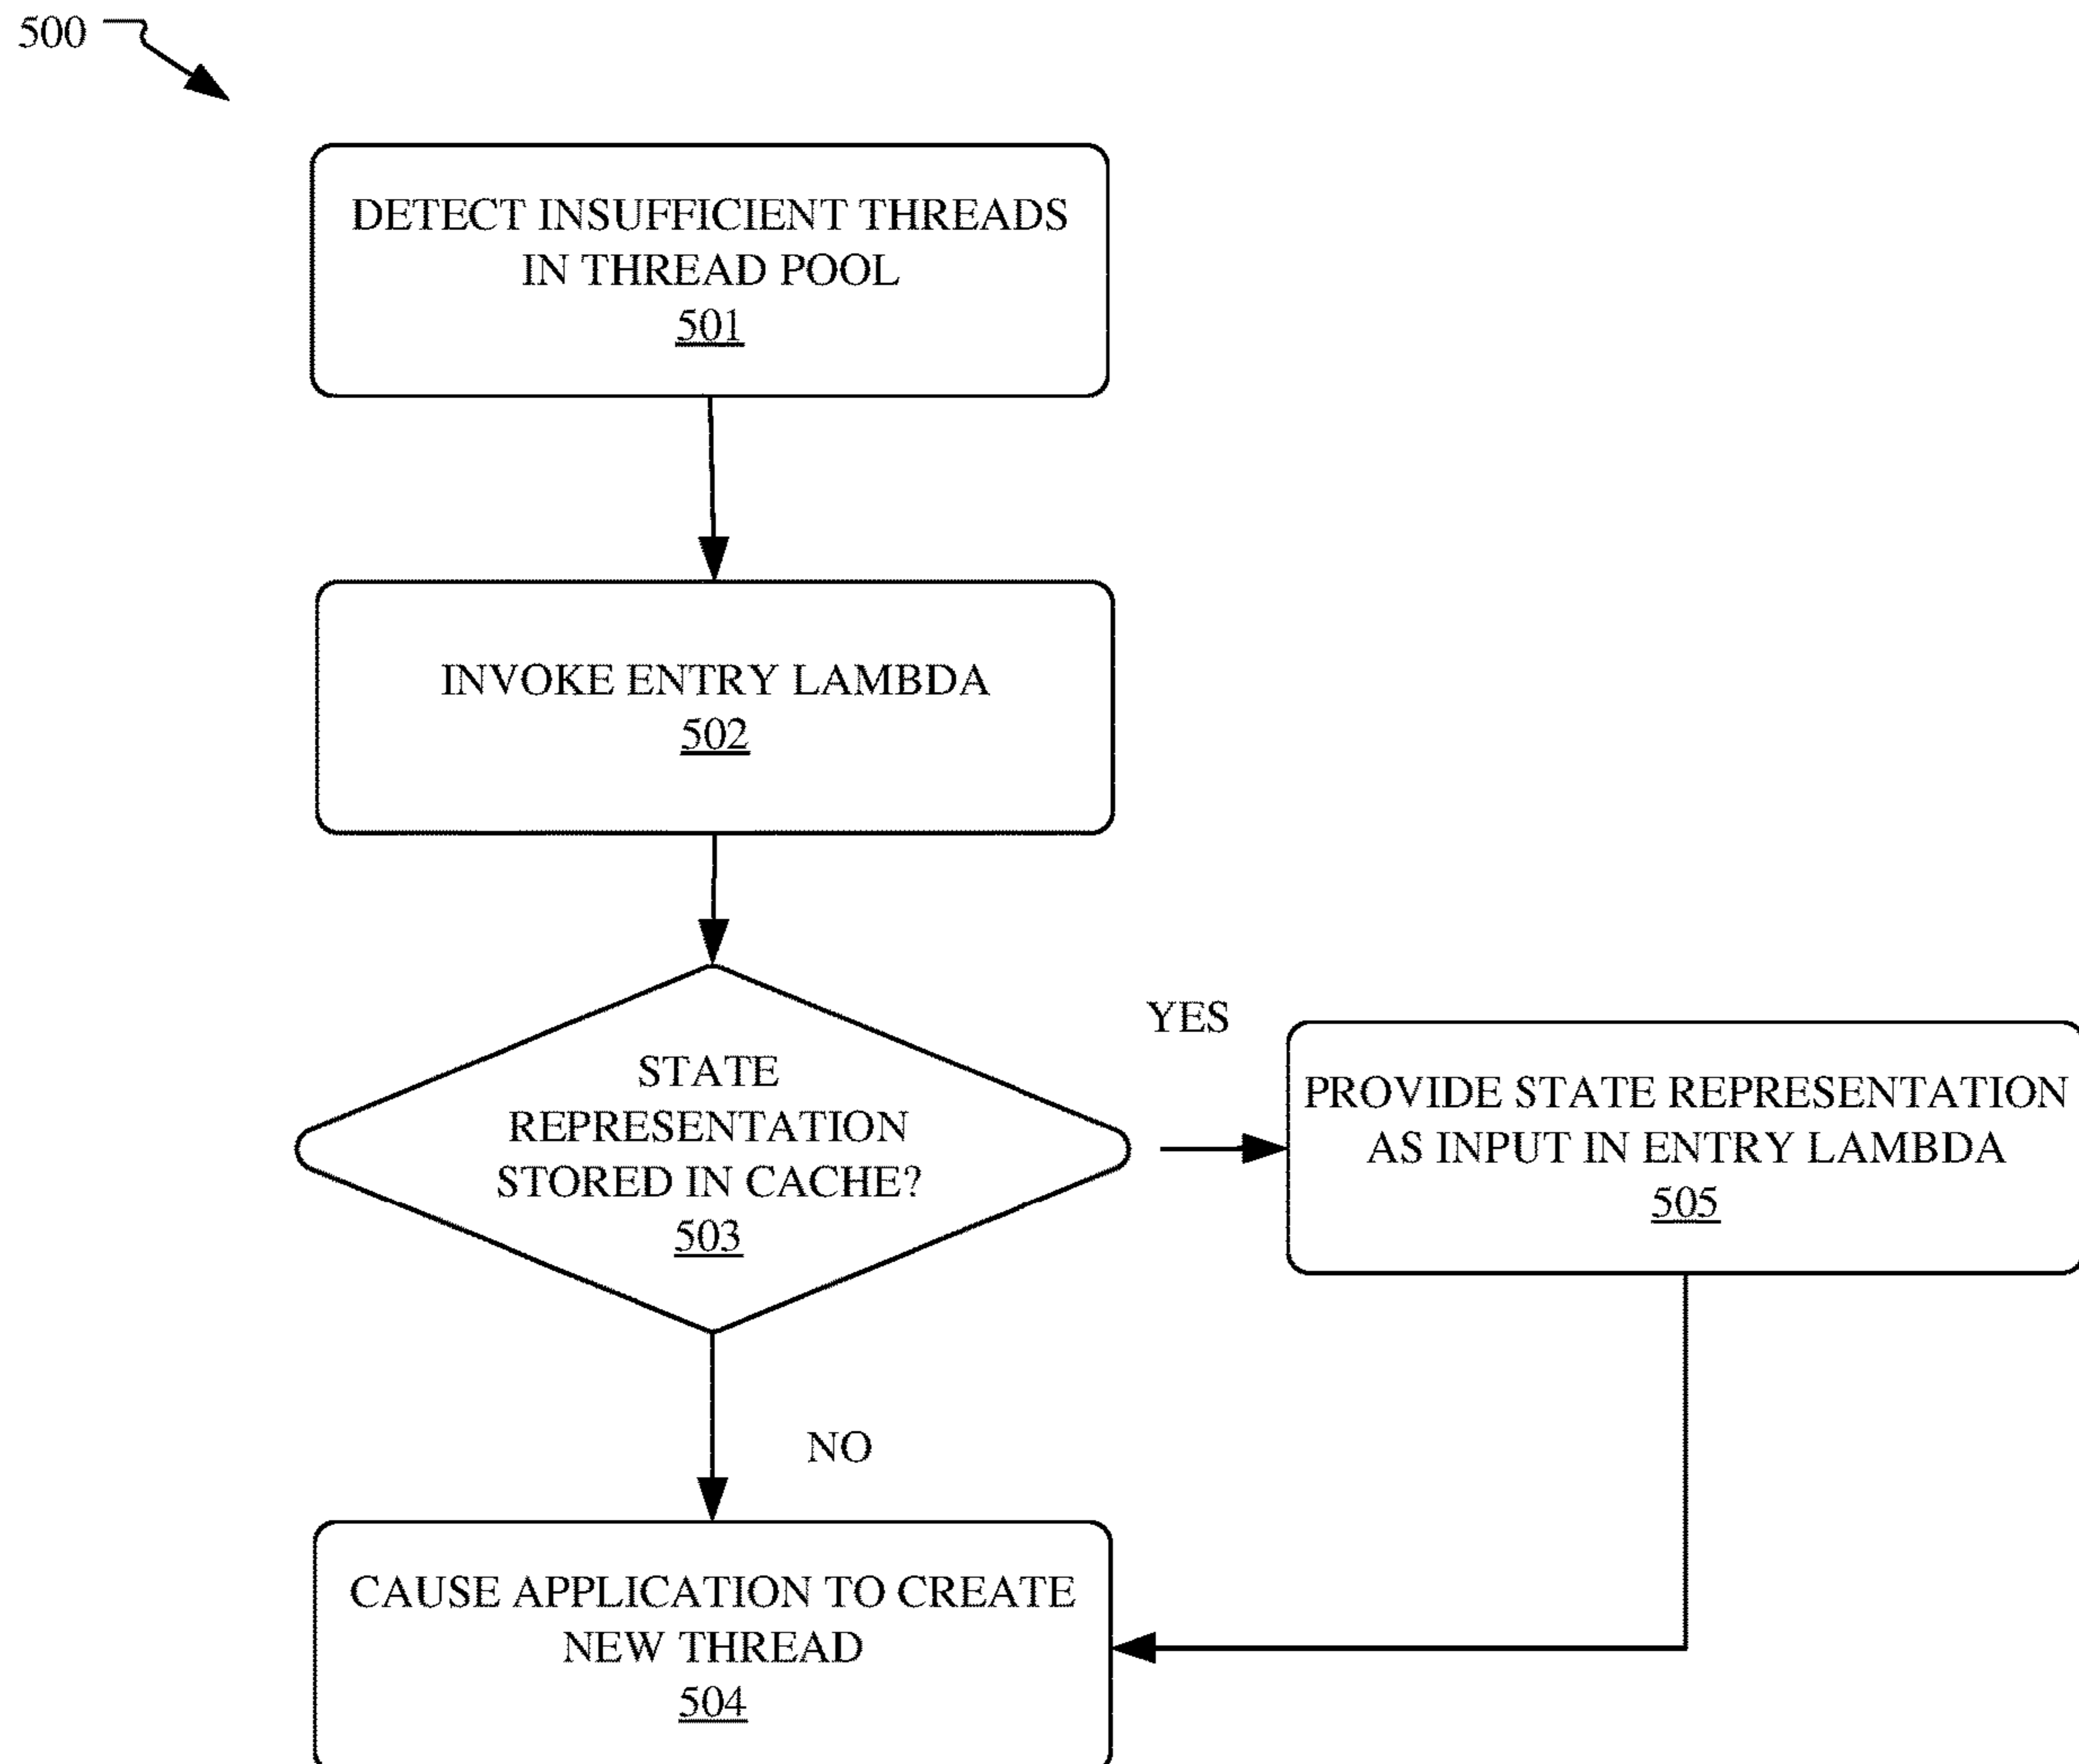 500
DETECT INSUFFICIENT THREADS
IN THREAD POOL
501
INVOKE ENTRY LAMBDA
502
STATE
REPRESENTATION
STORED IN CACHE?
503
YES
PROVIDE STATE REPRESENTATION
AS INPUT IN ENTRY LAMBDA
505
NO
CAUSE APPLICATION TO CREATE
NEW THREAD
504